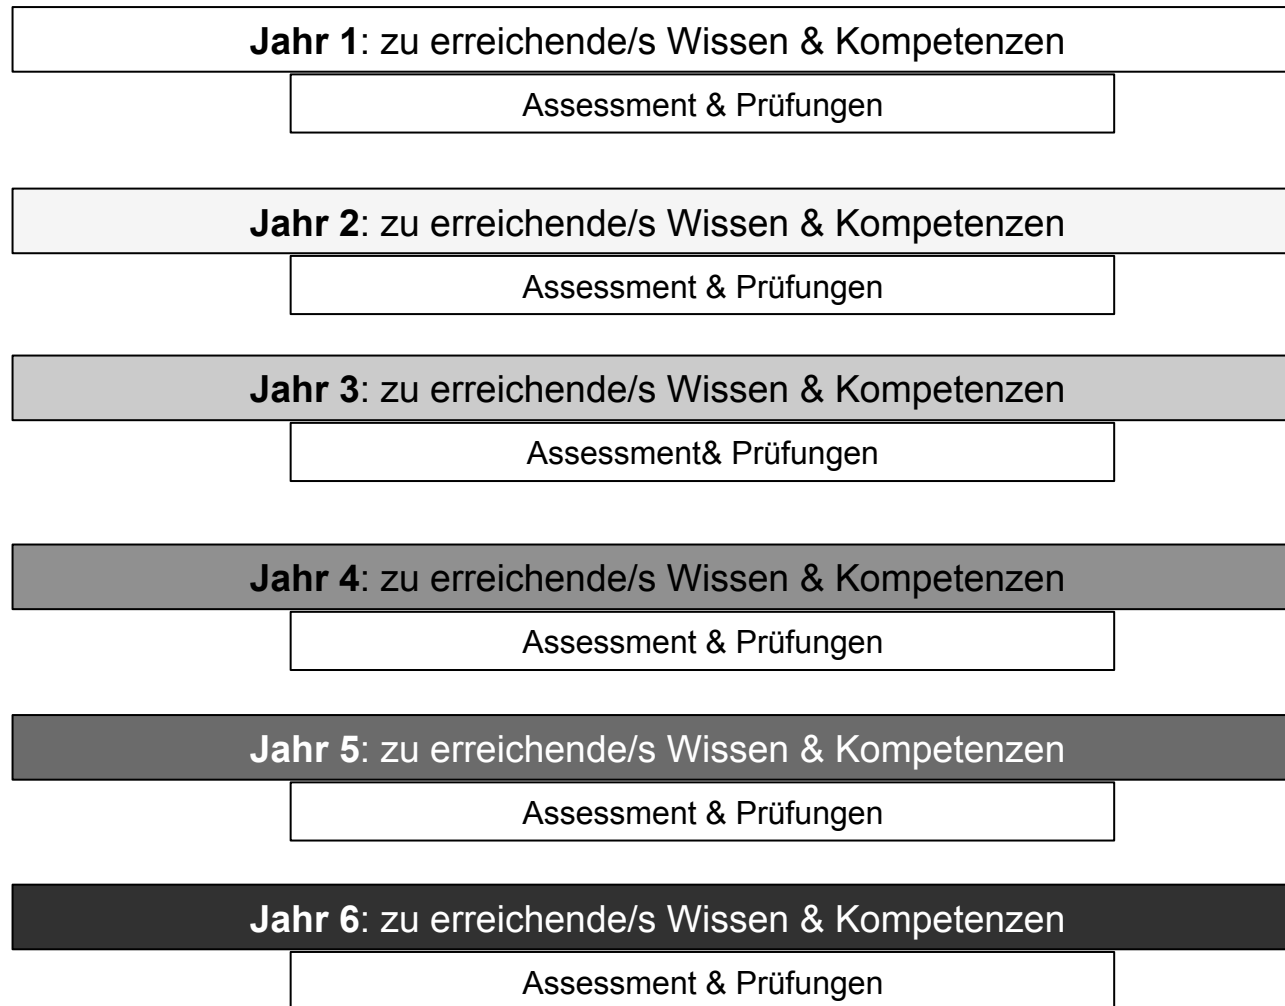 Jahr 1: zu erreichende/s Wissen & Kompetenzen
Assessment & Prüfungen
Jahr 2: zu erreichende/s Wissen & Kompetenzen
Assessment & Prüfungen
Jahr 3: zu erreichende/s Wissen & Kompetenzen
Assessment& Prüfungen
Jahr 4: zu erreichende/s Wissen & Kompetenzen
Assessment & Prüfungen
Jahr 5: zu erreichende/s Wissen & Kompetenzen
Assessment & Prüfungen
Jahr 6: zu erreichende/s Wissen & Kompetenzen
Assessment & Prüfungen